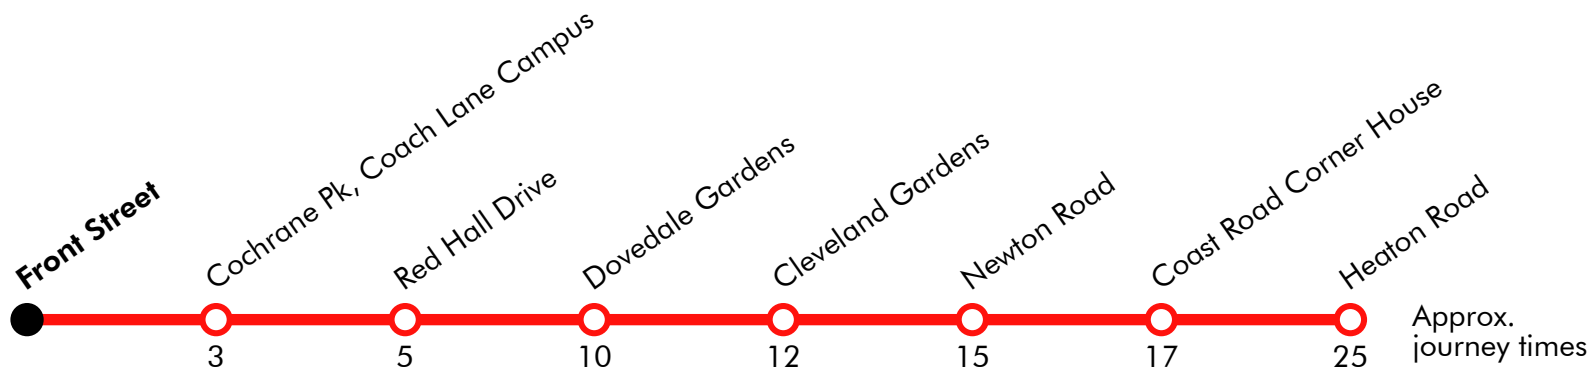 Front Street
Cochrane Pk, Coach Lane Campus
Red Hall Drive
Dovedale Gardens
Cleveland Gardens
Newton Road
Coast Road Corner House
Heaton Road
3
5
10
12
15
17
25
Approx.
journey times